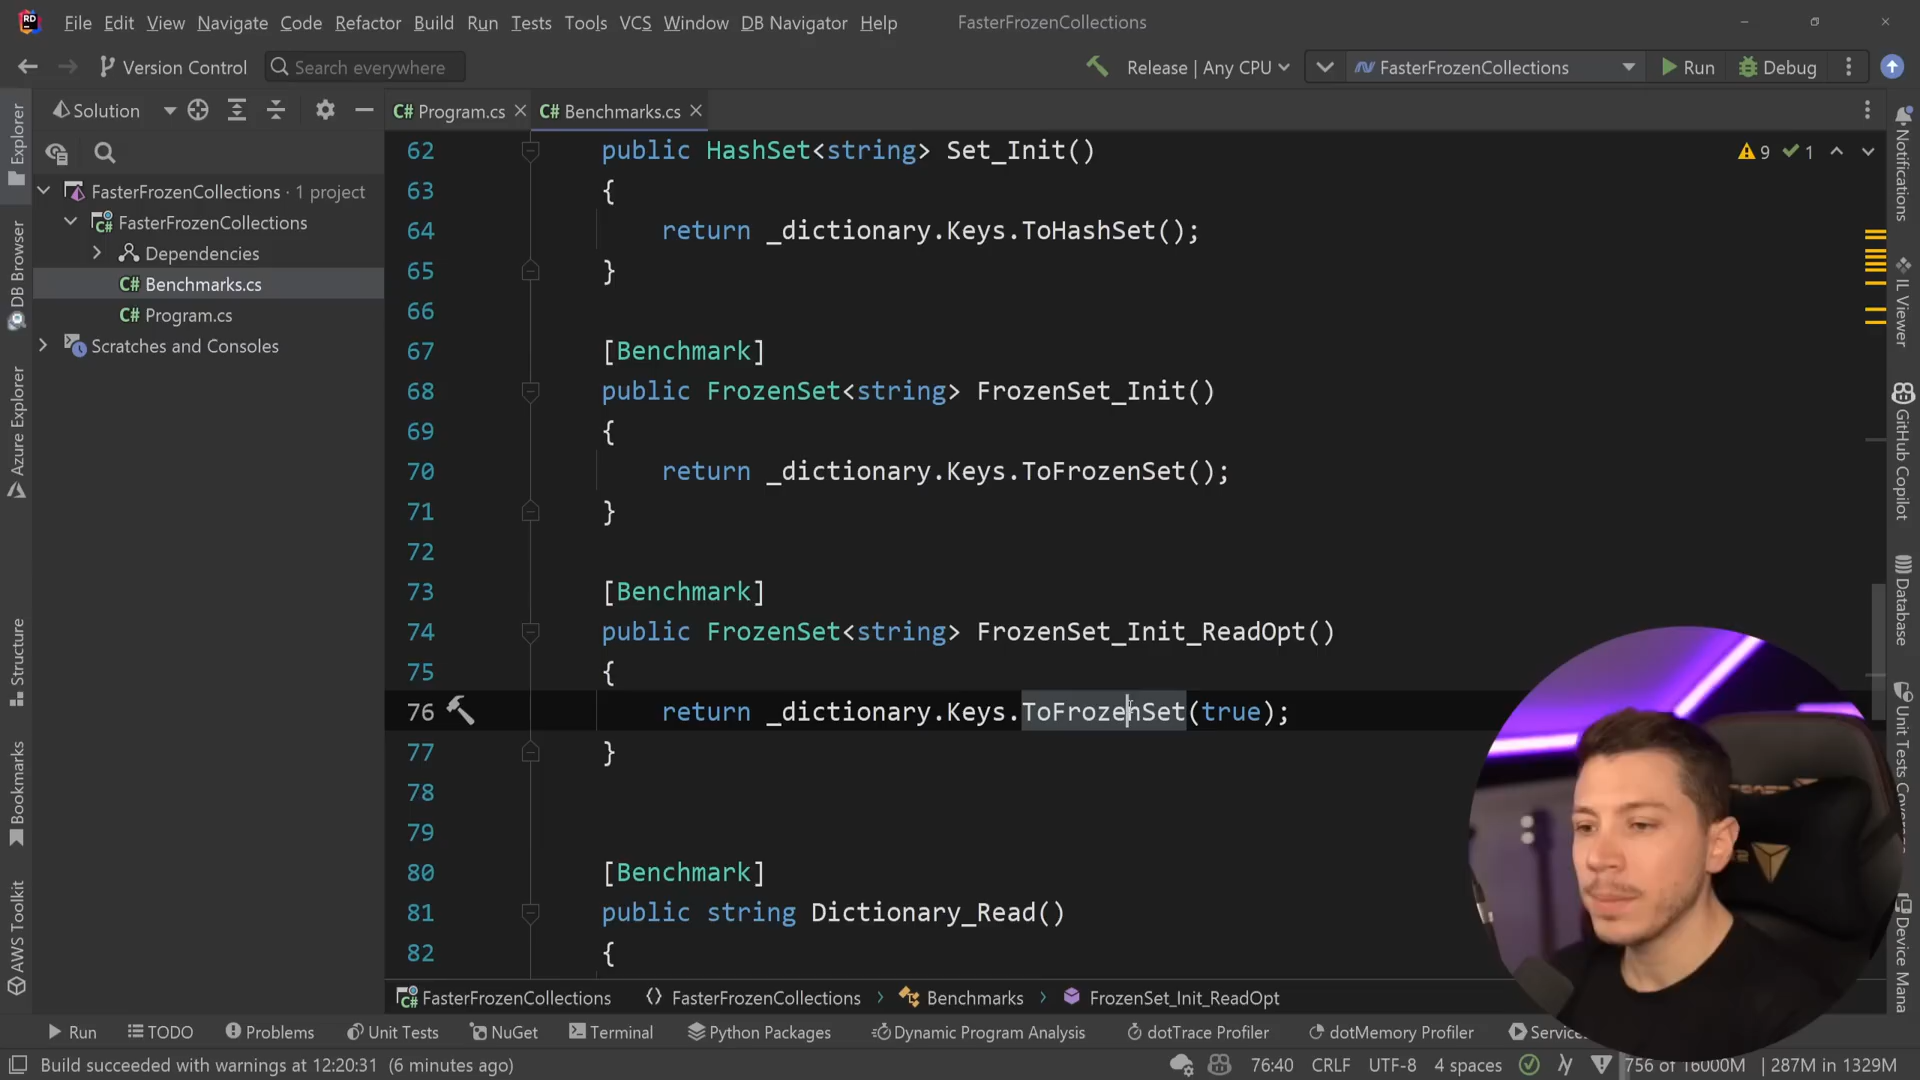 File Edit View Navigate Code Refactor Build Run Tests Tools VCS Window DB Navigator Help FasterFrozenCollections
Version Control Search everywhere Release | Any CPU FasterFrozenCollections Run Debug
Solution
Program.cs
Benchmarks.cs
FasterFrozenCollections · 1 project
FasterFrozenCollections
Dependencies
Benchmarks.cs
Program.cs
Scratches and Consoles
Explorer
DB Browser
Azure Explorer
Structure
Bookmarks
AWS Toolkit
62 public HashSet<string> Set_Init()
63 {
64 return _dictionary.Keys.ToHashSet();
65 }
66
67 [Benchmark]
68 public FrozenSet<string> FrozenSet_Init()
69 {
70 return _dictionary.Keys.ToFrozenSet();
71 }
72
73 [Benchmark]
74 public FrozenSet<string> FrozenSet_Init_ReadOpt()
75 {
76 return _dictionary.Keys.ToFrozenSet(true);
77 }
78
79
80 [Benchmark]
81 public string Dictionary_Read()
82 {
9 1
Notifications
IL Viewer
GitHub Copilot
Database
Unit Tests Coverage
Device Mana
FasterFrozenCollections FasterFrozenCollections Benchmarks FrozenSet_Init_ReadOpt
Run TODO Problems Unit Tests NuGet Terminal Python Packages Dynamic Program Analysis dotTrace Profiler dotMemory Profiler
Build succeeded with warnings at 12:20:31 (6 minutes ago) 76:40 CRLF UTF-8 4 spaces 756 of 16000M 287M in 1329M